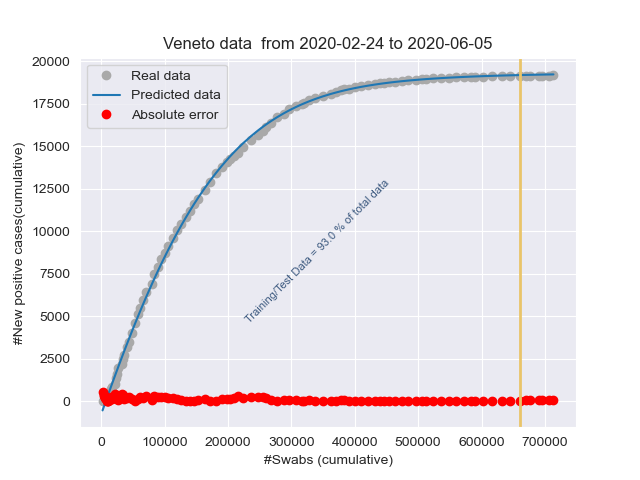 Veneto data  from 2020-02-24 to 2020-06-05
Real data
Predicted data
Absolute error
20000
17500
15000
12500
10000
7500
5000
2500
0
#New positive cases(cumulative)
Training/Test Data = 93.0 % of total data
0 100000 200000 300000 400000 500000 600000 700000
#Swabs (cumulative)